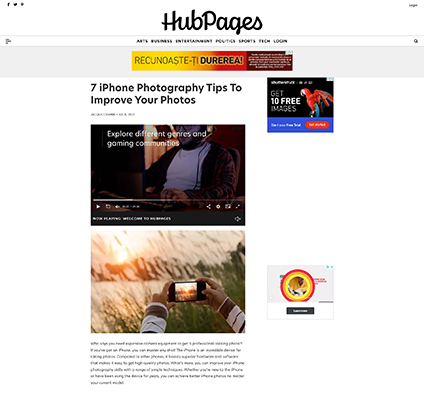 Login
HubPages
ARTS BUSINESS ENTERTAINMENT POLITICS SPORTS TECH LOGIN
RECUNOAȘTE-ȚI DUREREA!
7 iPhone Photography Tips To
Improve Your Photos
shutterstock
GET
10 FREE
IMAGES
Start your Free Trial
Explore different genres and
gaming communities
NOW PLAYING: WELCOME TO HUBPAGES
Who says you need expensive camera equipment to get a professional-looking photo?
If you've got an iPhone, you can master any shot! The iPhone is an incredible device for
taking photos. Compared to other phones, it boasts superior hardware and software
that makes it easy to get high-quality photos. What's more, you can improve your iPhone
photography skills with a range of simple techniques. Whether you're new to the iPhone
or have been using the device for years, you can achieve better iPhone photos no matter
your current model.